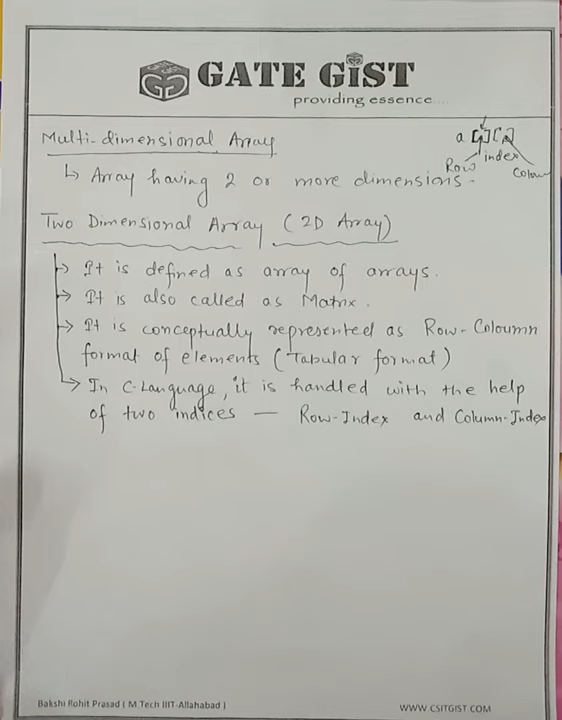 GATE GiST
providing essence....
Multi-dimensional Array
a [ ] [ ]
Row index Coloum
↳ Array having 2 or more dimensions.
Two Dimensional Array (2D Array)
→ It is defined as array of arrays.
→ It is also called as Matrix.
→ It is conceptually represented as Row-Coloumn
format of elements (Tabular format)
→ In C-Language, it is handled with the help
of two indices — Row-Index and Column-Index
Bakshi Rohit Prasad ( M Tech IIIT-Allahabad )
WWW.CSITGIST.COM